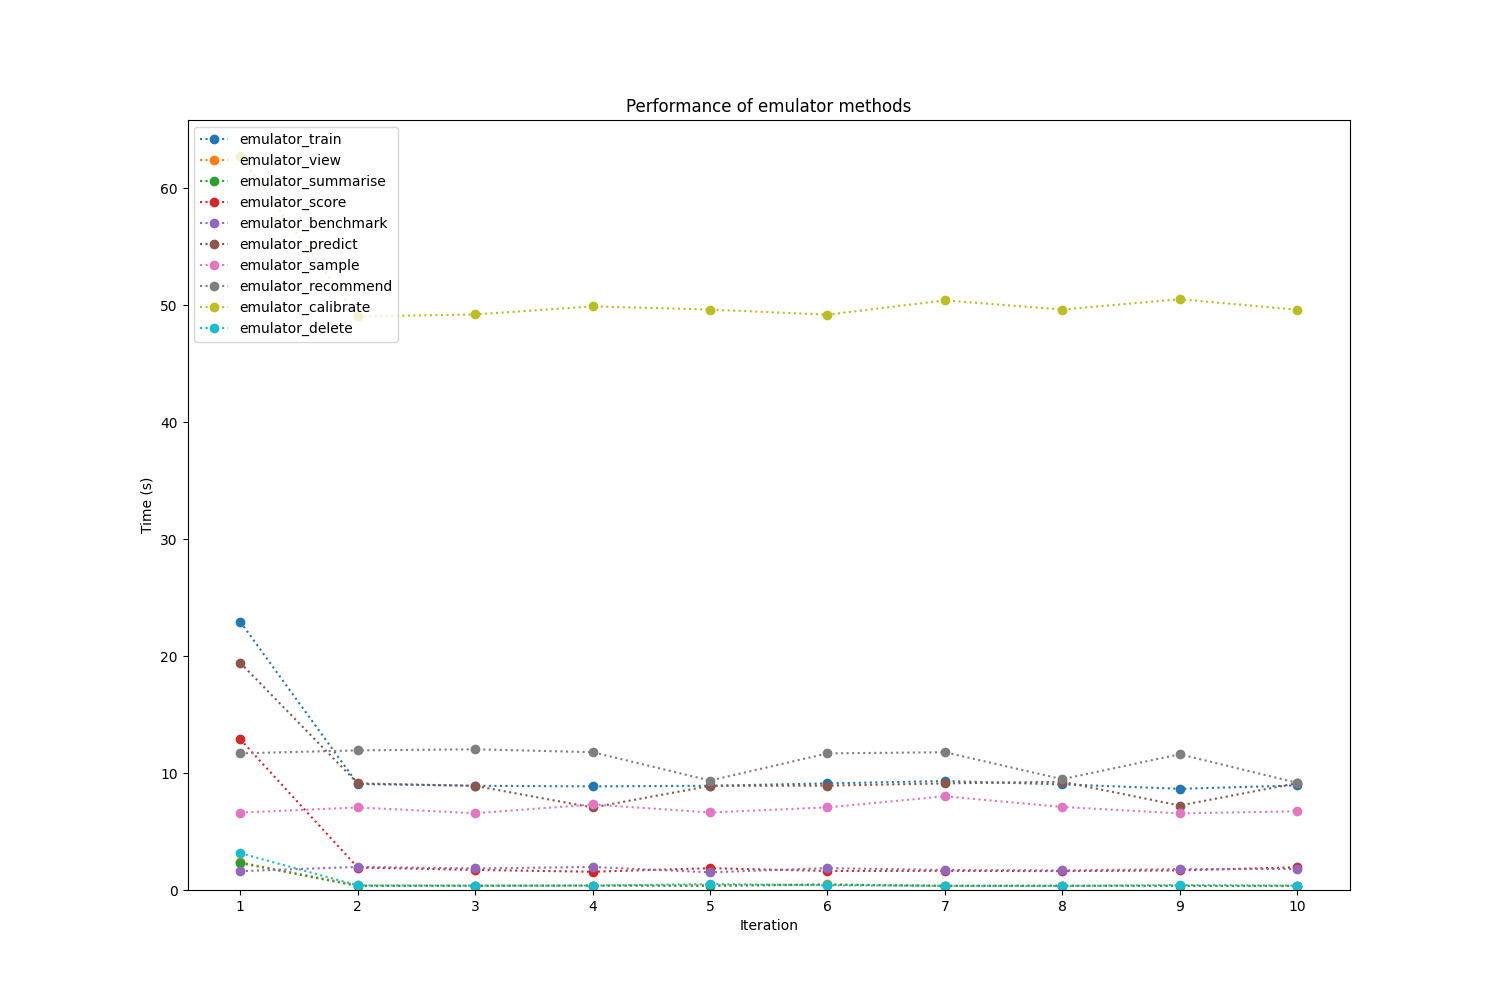 Performance of emulator methods
emulator_train
emulator_view
emulator_summarise
emulator_score
emulator_benchmark
emulator_predict
emulator_sample
emulator_recommend
emulator_calibrate
emulator_delete
60
50
40
30
20
10
0
Time (s)
1 2 3 4 5 6 7 8 9 10
Iteration